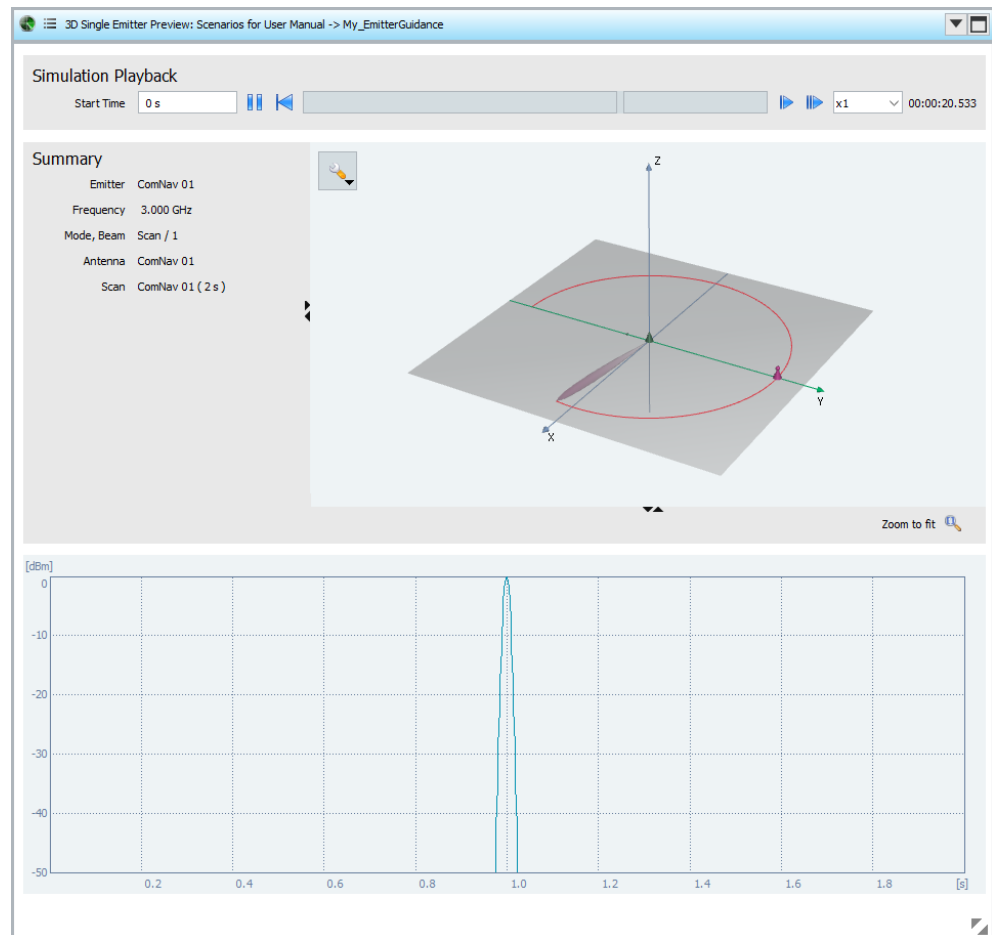 3D Single Emitter Preview: Scenarios for User Manual -> My_EmitterGuidance
Simulation Playback
Start Time 0 s x1 00:00:20.533
Summary
Emitter ComNav 01
Frequency 3.000 GHz
Mode, Beam Scan / 1
Antenna ComNav 01
Scan ComNav 01 ( 2 s )
Z
Y
X
Zoom to fit
[dBm]
0
-10
-20
-30
-40
-50
0.2 0.4 0.6 0.8 1.0 1.2 1.4 1.6 1.8 [s]